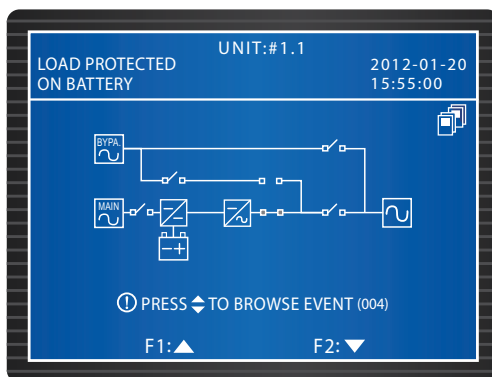 UNIT:#1.1
LOAD PROTECTED
ON BATTERY
2012-01-20
15:55:00
BYPA.
MAIN
! PRESS TO BROWSE EVENT (004)
F1:▲ F2:▼